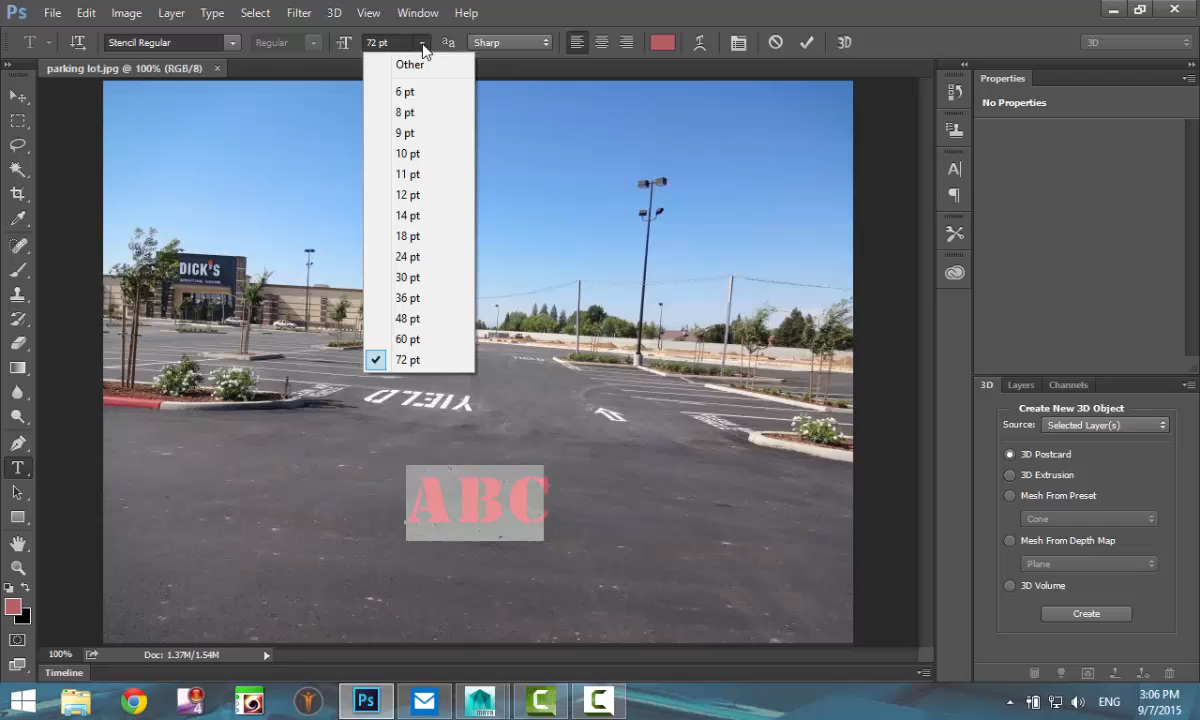 Ps File Edit Image Layer Type Select Filter 3D View Window Help
T Stencil Regular Regular 72 pt aa Sharp 3D 3D
parking lot.jpg @ 100% (RGB/8) ×
Other
6 pt
8 pt
9 pt
10 pt
11 pt
12 pt
14 pt
18 pt
24 pt
30 pt
36 pt
48 pt
60 pt
72 pt
DICK'S
YIELD
ABC
Properties
No Properties
3D Layers Channels
Create New 3D Object
Source: Selected Layer(s)
3D Postcard
3D Extrusion
Mesh From Preset
Cone
Mesh From Depth Map
Plane
3D Volume
Create
100% Doc: 1.37M/1.54M
Timeline
4 Ps MAYA C C ENG 3:06 PM
9/7/2015